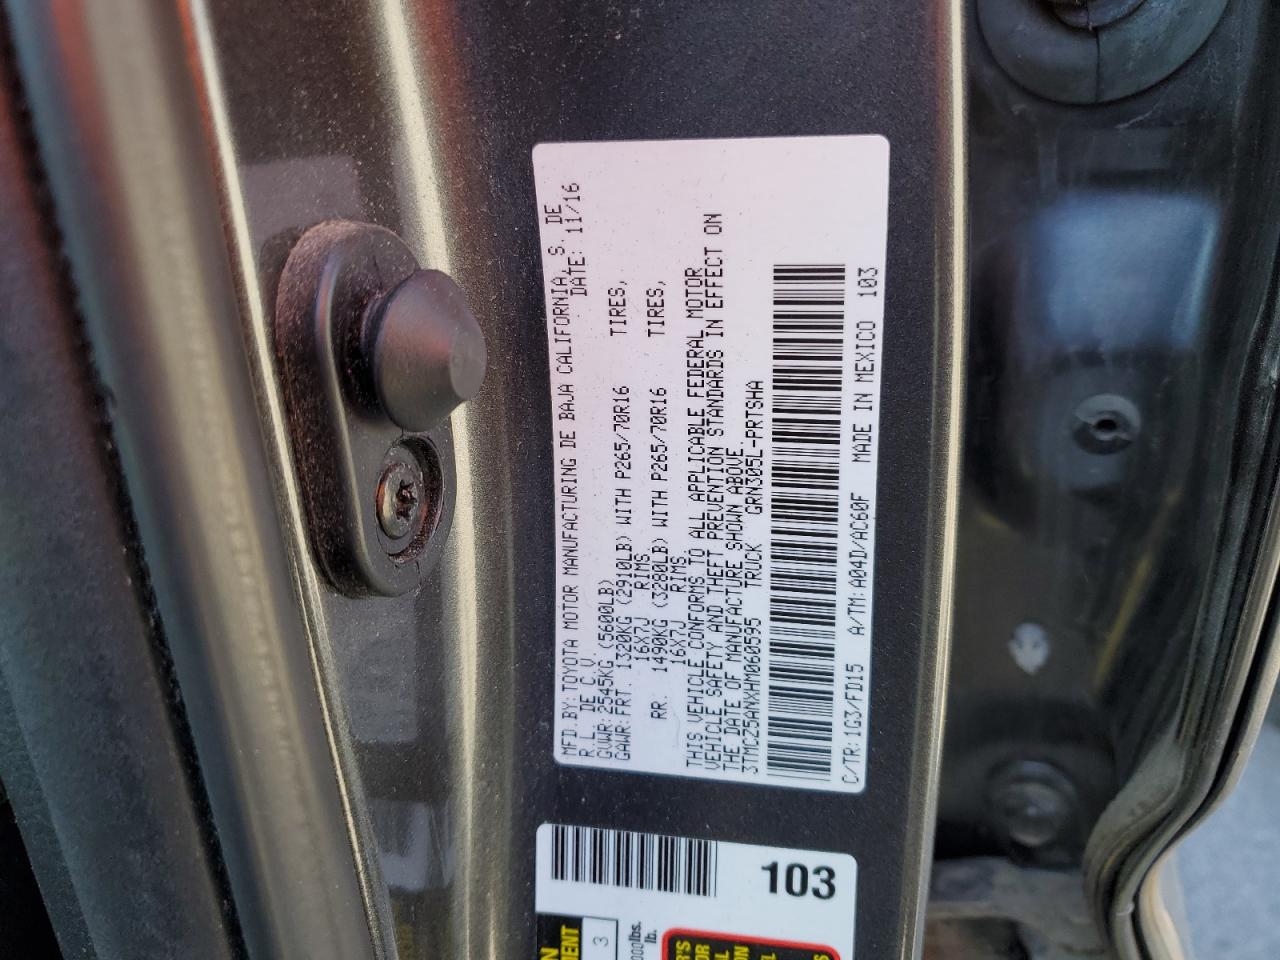 MFD.BY:TOYOTA MOTOR MANUFACTURING DE BAJA CALIFORNIA, S. DE
R.L. DE C.V. DATE: 11/16
GVWR:2545KG (5600LB)
GAWR:FRT. 1320KG (2910LB) WITH P265/70R16 TIRES,
16X7J RIMS
RR. 1490KG (3280LB) WITH P265/70R16 TIRES,
16X7J RIMS
THIS VEHICLE CONFORMS TO ALL APPLICABLE FEDERAL MOTOR
VEHICLE SAFETY AND THEFT PREVENTION STANDARDS IN EFFECT ON
THE DATE OF MANUFACTURE SHOWN ABOVE.
3TMCZ5ANXHM060595 TRUCK GRN305L-PRTSHA
C/TR:1G3/FD15 A/TM:A04D/AC60F MADE IN MEXICO 103
103
3
lbs.
lb.